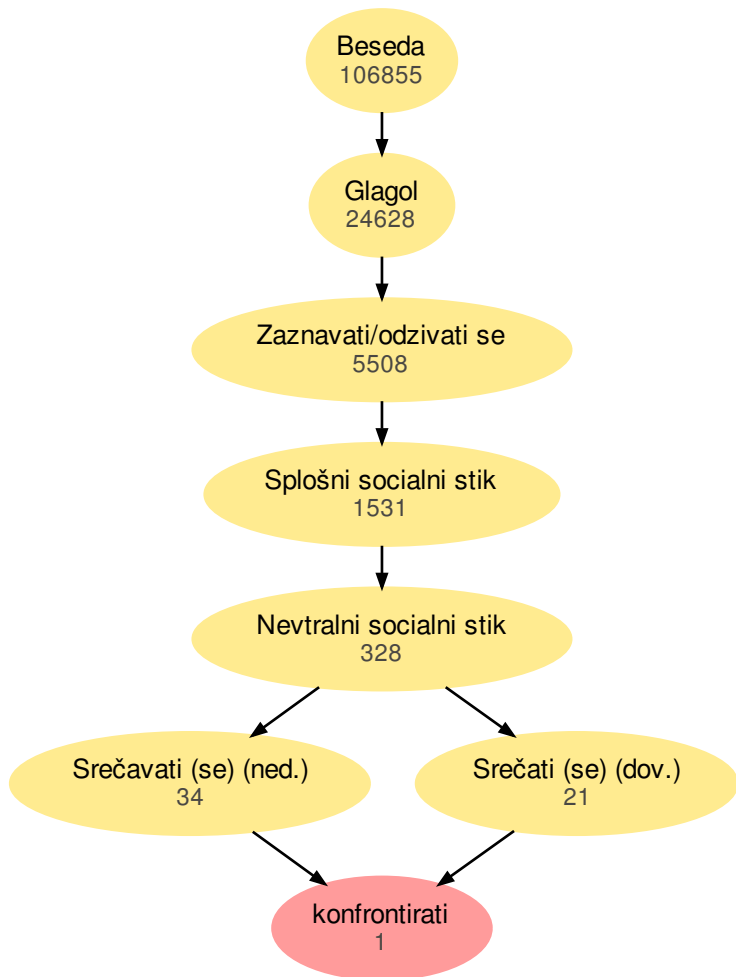 Beseda
106855
Glagol
24628
Zaznavati/odzivati se
5508
Splošni socialni stik
1531
Nevtralni socialni stik
328
Srečavati (se) (ned.)
34
Srečati (se) (dov.)
21
konfrontirati
1